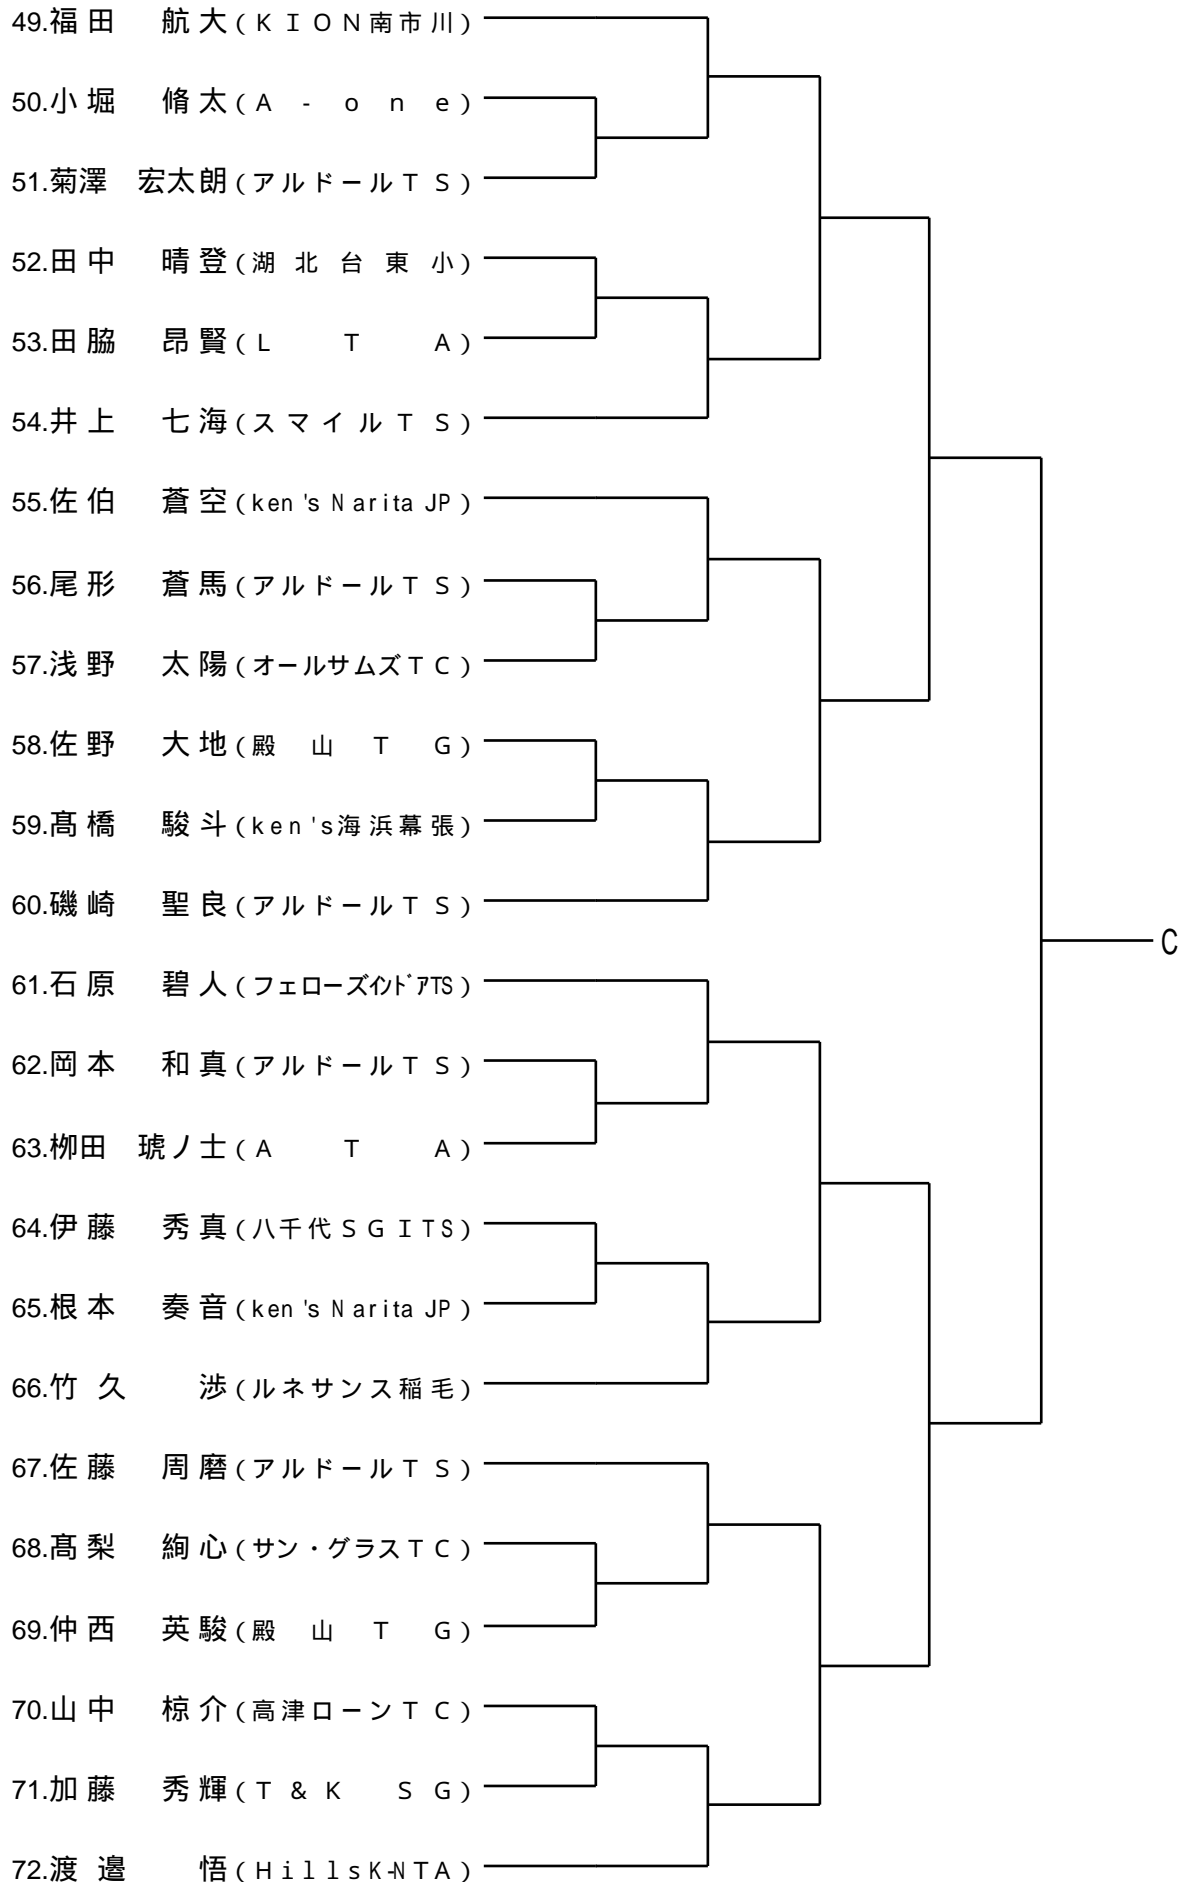 49.福田 航大(KION南市川)
50.小堀 脩太(A-one)
51.菊澤 宏太朗(アルドールTS)
52.田中 晴登(湖北台東小)
53.田脇 昂賢(LTA)
54.井上 七海(スマイルTS)
55.佐伯 蒼空(ken's Narita JP)
56.尾形 蒼馬(アルドールTS)
57.浅野 太陽(オールサムズTC)
58.佐野 大地(殿山TG)
59.髙橋 駿斗(ken's海浜幕張)
60.磯崎 聖良(アルドールTS)
C
61.石原 碧人(フェローズインドアTS)
62.岡本 和真(アルドールTS)
63.栁田 琥ノ士(ATA)
64.伊藤 秀真(八千代SGITS)
65.根本 奏音(ken's Narita JP)
66.竹久 渉(ルネサンス稲毛)
67.佐藤 周磨(アルドールTS)
68.髙梨 絢心(サン・グラスTC)
69.仲西 英駿(殿山TG)
70.山中 椋介(高津ローンTC)
71.加藤 秀輝(T&K SG)
72.渡邉 悟(HillsK-NTA)